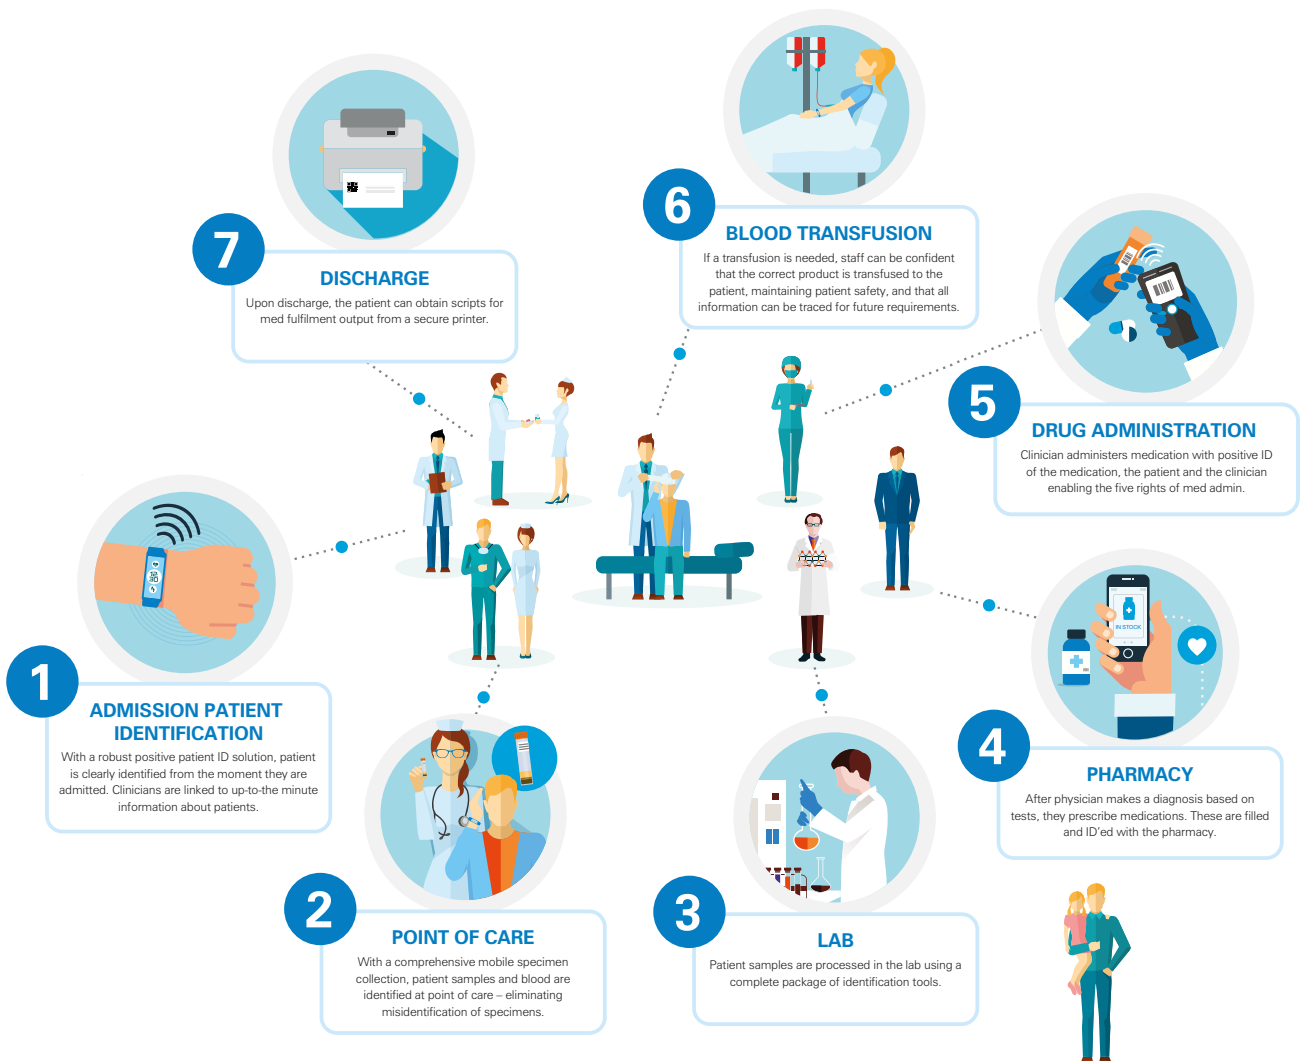 1
ADMISSION PATIENT
IDENTIFICATION
With a robust positive patient ID solution, patient
is clearly identified from the moment they are
admitted. Clinicians are linked to up-to-the minute
information about patients.
12
30
2
POINT OF CARE
With a comprehensive mobile specimen
collection, patient samples and blood are
identified at point of care – eliminating
misidentification of specimens.
3
LAB
Patient samples are processed in the lab using a
complete package of identification tools.
4
PHARMACY
After physician makes a diagnosis based on
tests, they prescribe medications. These are filled
and ID'ed with the pharmacy.
IN STOCK
5
DRUG ADMINISTRATION
Clinician administers medication with positive ID
of the medication, the patient and the clinician
enabling the five rights of med admin.
6
BLOOD TRANSFUSION
If a transfusion is needed, staff can be confident
that the correct product is transfused to the
patient, maintaining patient safety, and that all
information can be traced for future requirements.
7
DISCHARGE
Upon discharge, the patient can obtain scripts for
med fulfilment output from a secure printer.